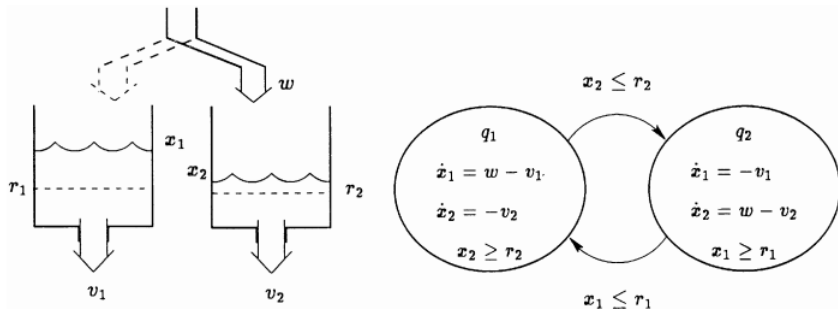 w
x₁
x₂
r₁
r₂
v₁
v₂
x₂ ≤ r₂
q₁
ẋ₁ = w − v₁
ẋ₂ = −v₂
x₂ ≥ r₂
q₂
ẋ₁ = −v₁
ẋ₂ = w − v₂
x₁ ≥ r₁
x₁ ≤ r₁